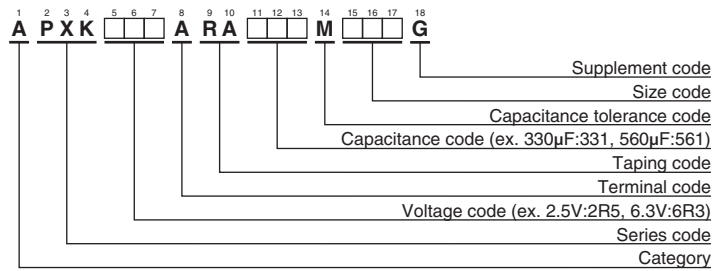 1 2 3 4 5 6 7 8 9 10 11 12 13 14 15 16 17 18
A P X K A R A M G
Supplement code
Size code
Capacitance tolerance code
Capacitance code (ex. 330μF:331, 560μF:561)
Taping code
Terminal code
Voltage code (ex. 2.5V:2R5, 6.3V:6R3)
Series code
Category